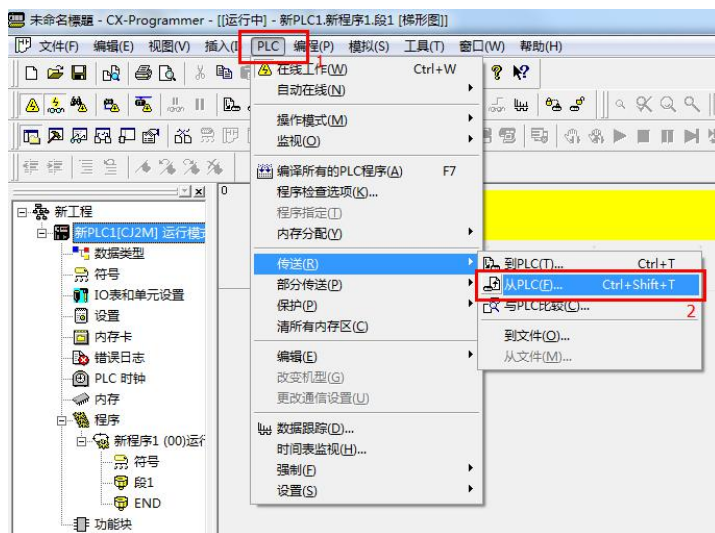 未命名標題 - CX-Programmer - [[运行中] - 新PLC1.新程序1.段1 [梯形图]]
文件(F) 编辑(E) 视图(V) 插入(I PLC 编程(P) 模拟(S) 工具(T) 窗口(W) 帮助(H)
1
在线工作(W) Ctrl+W
自动在线(N)
操作模式(M)
监视(O)
编译所有的PLC程序(A) F7
程序检查选项(K)...
程序指定(I)
内存分配(Y)
传送(R)
部分传送(P)
保护(P)
清所有内存区(C)
编辑(E)
改变机型(G)
更改通信设置(U)
数据跟踪(D)...
时间表监视(H)...
强制(F)
设置(S)
到PLC(T)... Ctrl+T
从PLC(F)... Ctrl+Shift+T
与PLC比较(C)...
2
到文件(O)...
从文件(M)...
0
新工程
新PLC1[CJ2M] 运行模
数据类型
符号
IO表和单元设置
设置
内存卡
错误日志
PLC 时钟
内存
程序
新程序1 (00)运行
符号
段1
END
功能块